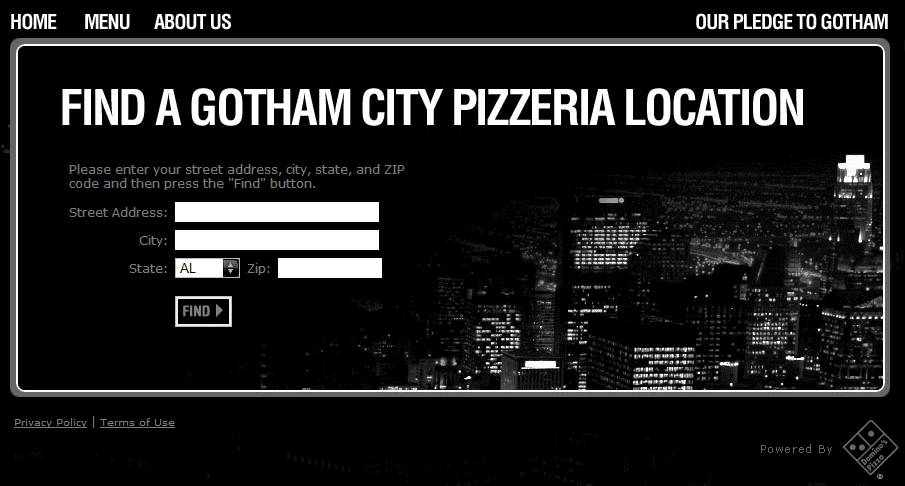 HOME MENU ABOUT US OUR PLEDGE TO GOTHAM
FIND A GOTHAM CITY PIZZERIA LOCATION
Please enter your street address, city, state, and ZIP
code and then press the "Find" button.
Street Address:
City:
State: AL Zip:
FIND
Privacy Policy | Terms of Use
Powered By
Domino's
Pizza
®